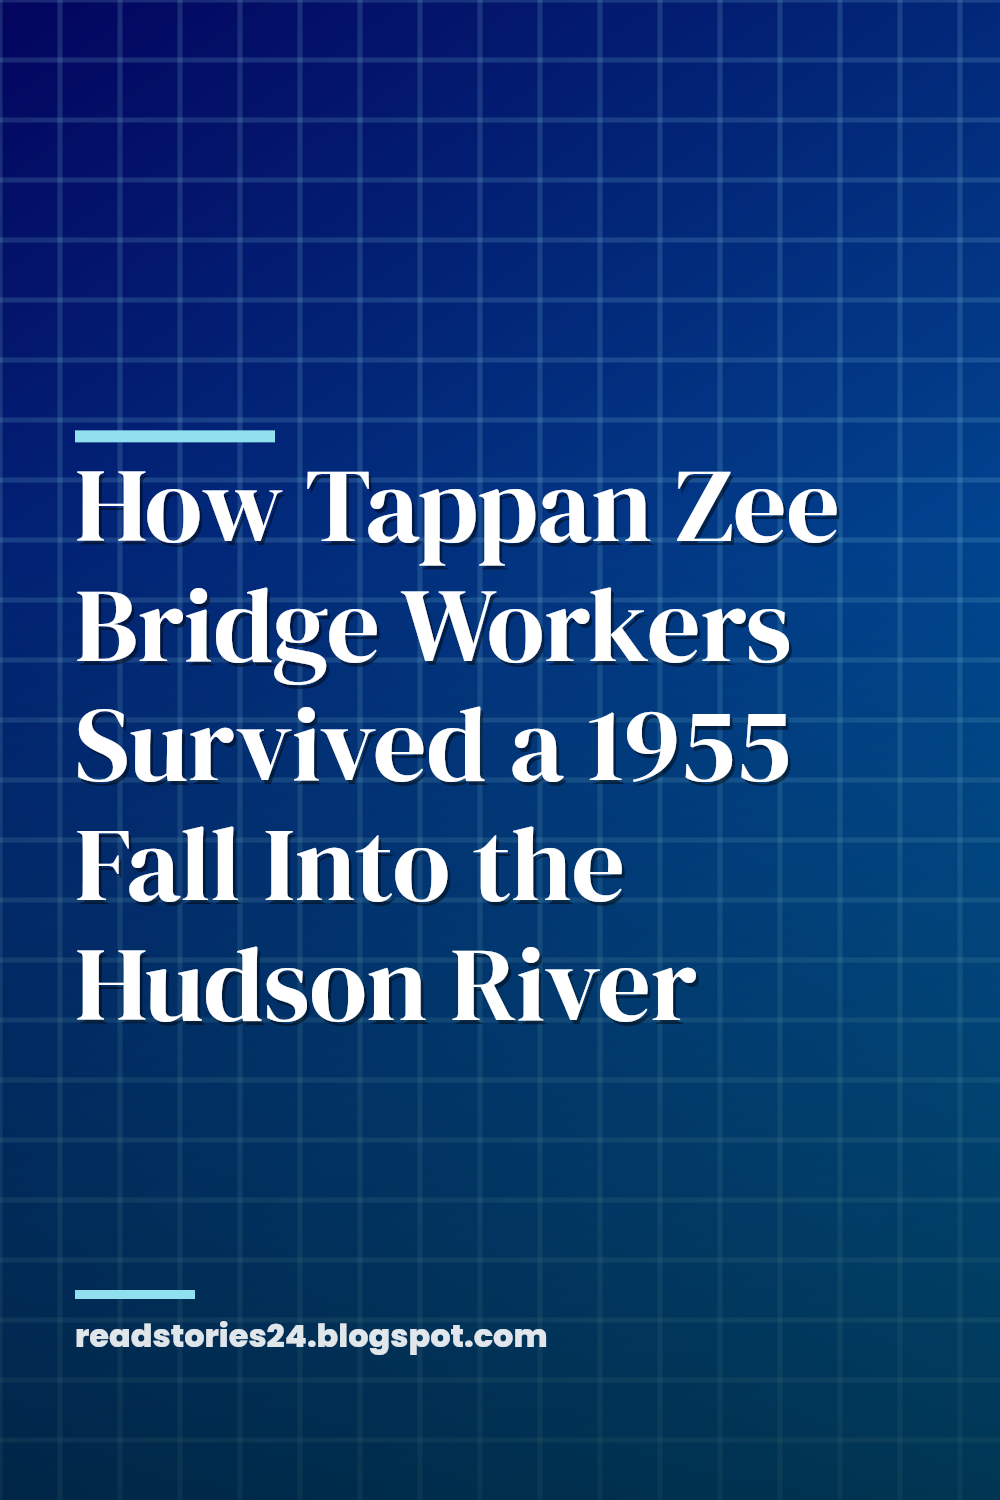 How Tappan Zee
Bridge Workers
Survived a 1955
Fall Into the
Hudson River
readstories24.blogspot.com